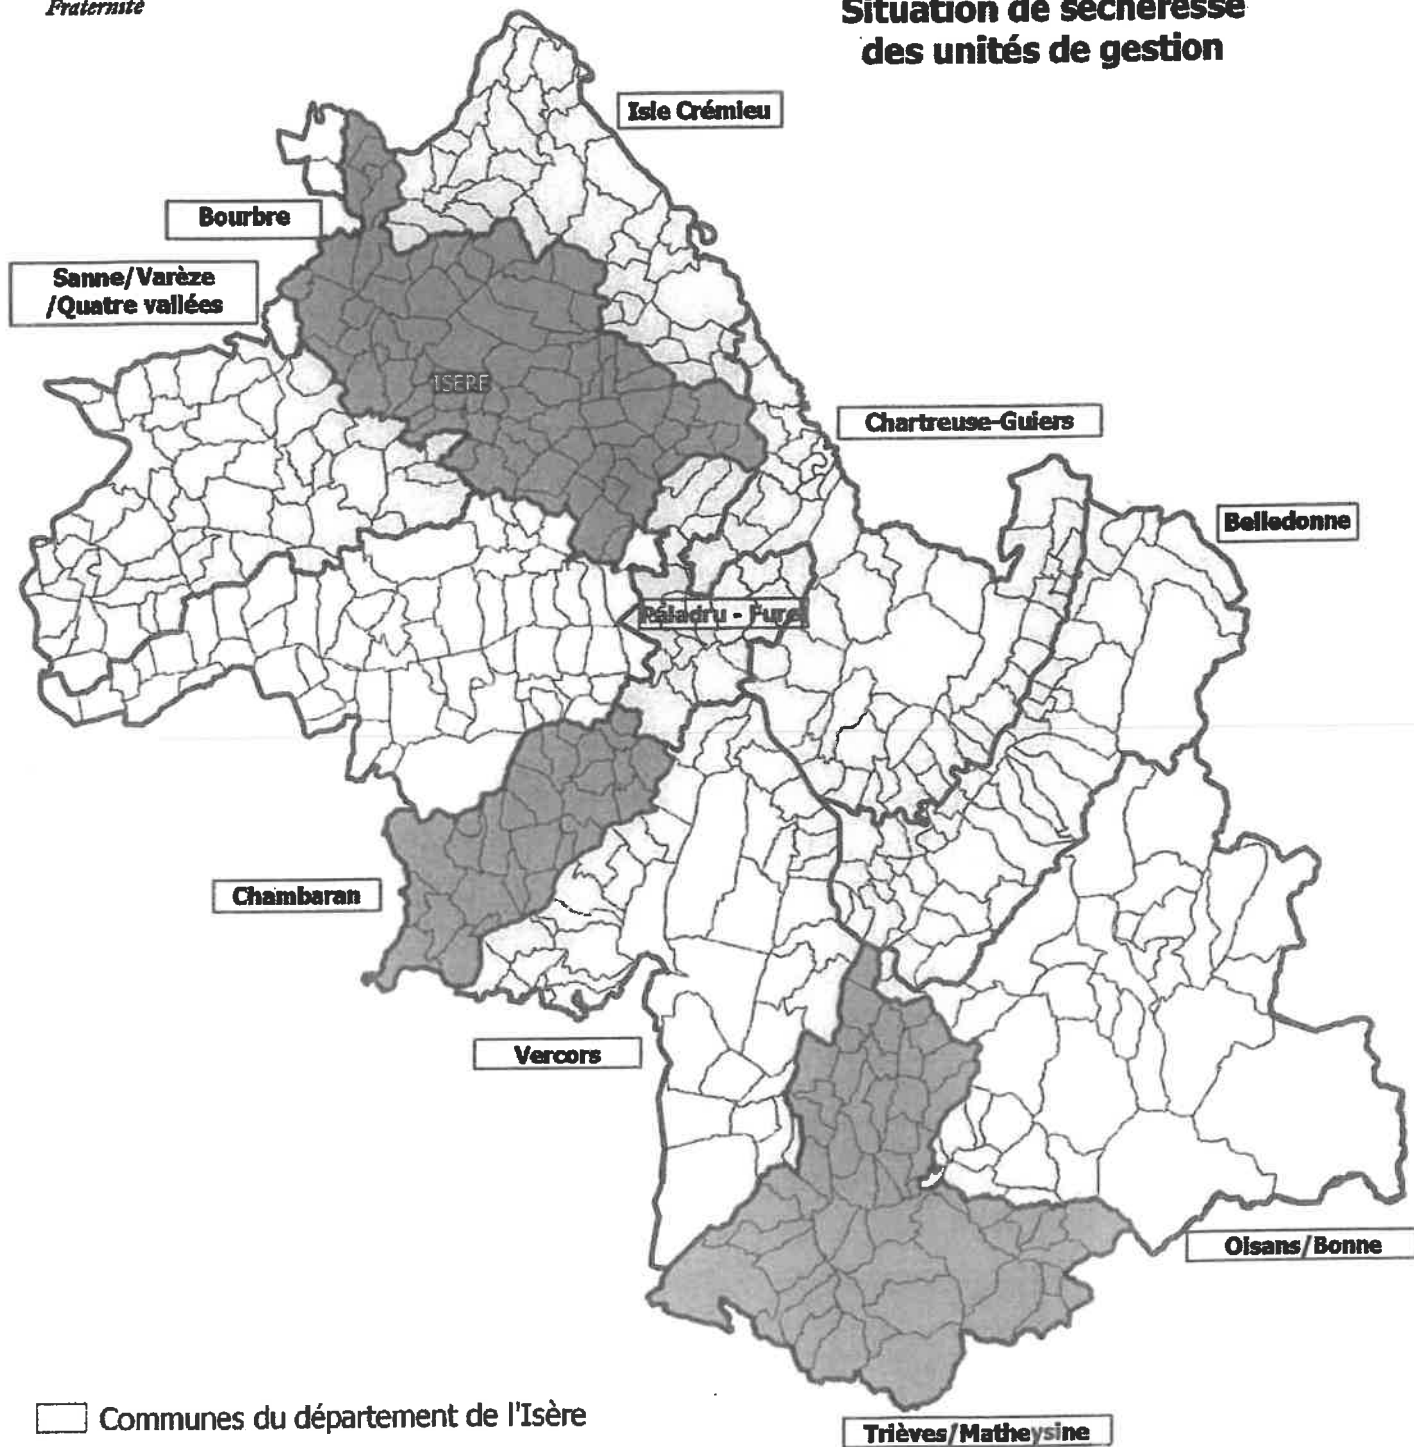 Fraternité
Situation de sécheresse
des unités de gestion
Isle Crémieu
Bourbre
Sanne/Varèze
/Quatre vallées
ISERE
Chartreuse-Guiers
Belledonne
Paladru - Fure
Chambaran
Vercors
Oisans/Bonne
Communes du département de l'Isère
Trièves/Matheysine